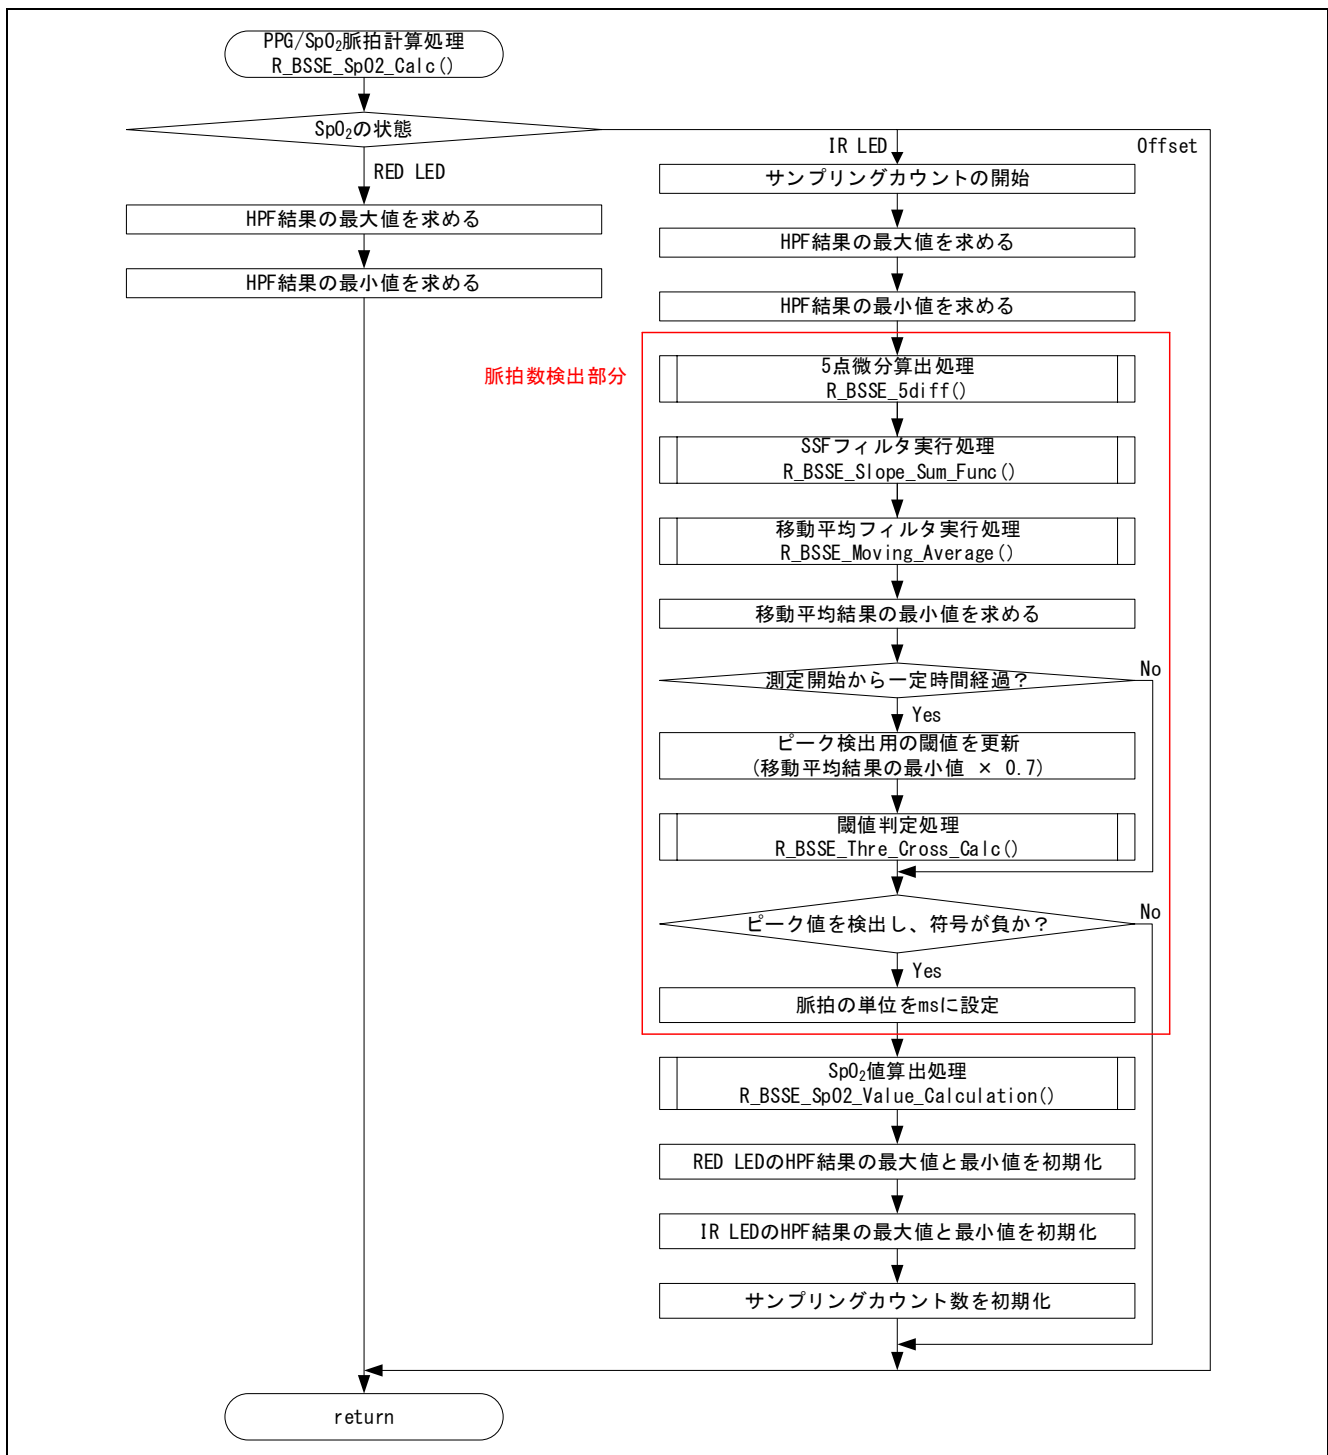 PPG/SpO₂脈拍計算処理
R_BSSE_SpO2_Calc()
SpO₂の状態
RED LED
HPF結果の最大値を求める
HPF結果の最小値を求める
IR LED
Offset
サンプリングカウントの開始
HPF結果の最大値を求める
HPF結果の最小値を求める
脈拍数検出部分
5点微分算出処理
R_BSSE_5diff()
SSFフィルタ実行処理
R_BSSE_Slope_Sum_Func()
移動平均フィルタ実行処理
R_BSSE_Moving_Average()
移動平均結果の最小値を求める
測定開始から一定時間経過？
No
Yes
ピーク検出用の閾値を更新
(移動平均結果の最小値 × 0.7)
閾値判定処理
R_BSSE_Thre_Cross_Calc()
ピーク値を検出し、符号が負か？
No
Yes
脈拍の単位をmsに設定
SpO₂値算出処理
R_BSSE_SpO2_Value_Calculation()
RED LEDのHPF結果の最大値と最小値を初期化
IR LEDのHPF結果の最大値と最小値を初期化
サンプリングカウント数を初期化
return